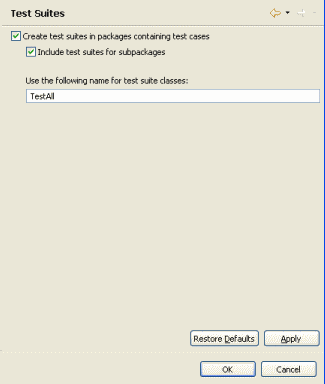 Test Suites
Create test suites in packages containing test cases
Include test suites for subpackages
Use the following name for test suite classes:
TestAll
Restore Defaults
Apply
OK
Cancel